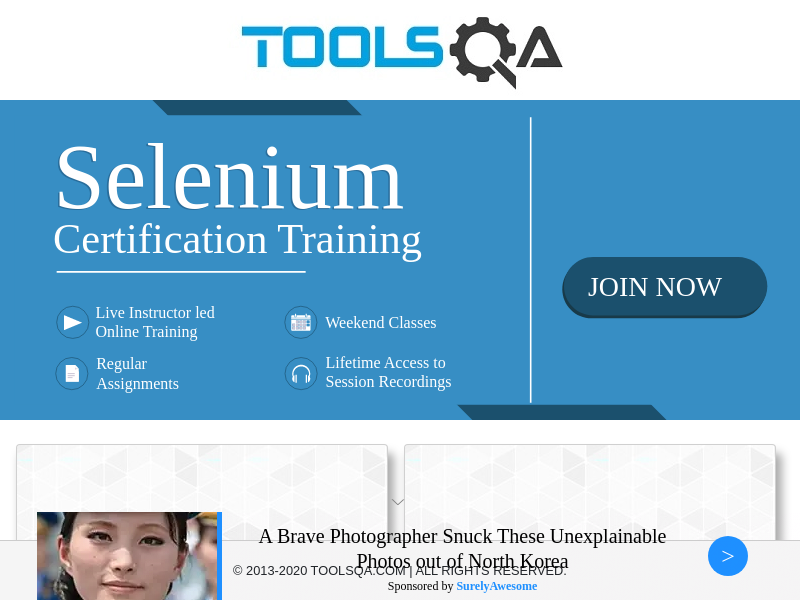 TOOLSQA
Selenium
Certification Training
JOIN NOW
Live Instructor led
Online Training
Weekend Classes
Regular
Assignments
Lifetime Access to
Session Recordings
A Brave Photographer Snuck These Unexplainable
Photos out of North Korea
>
© 2013-2020 TOOLSQA.COM | ALL RIGHTS RESERVED.
Sponsored by SurelyAwesome